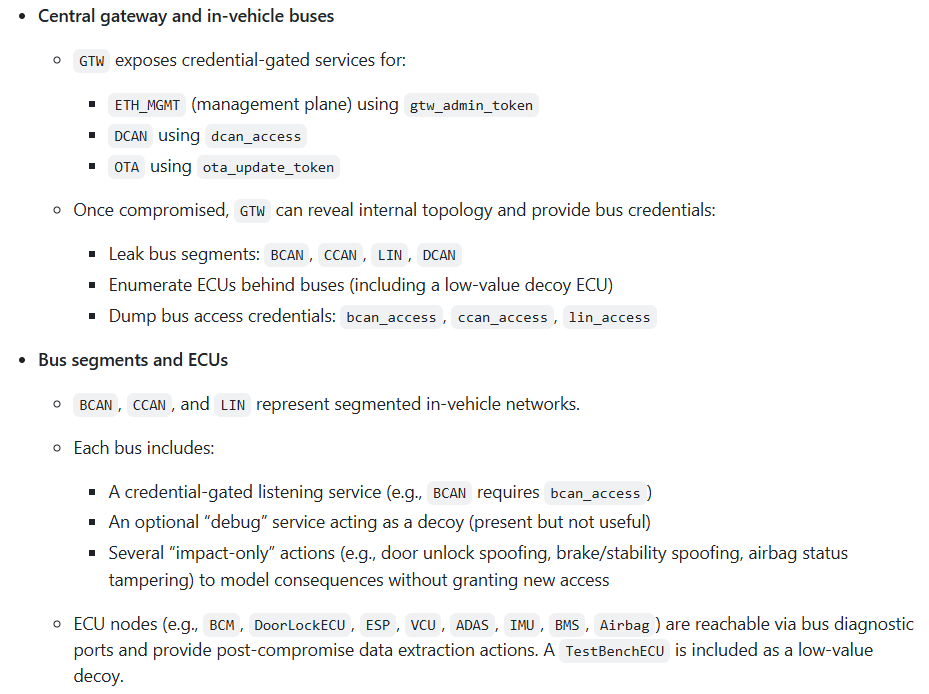 • Central gateway and in-vehicle buses
◦ GTW exposes credential-gated services for:
▪ ETH_MGMT (management plane) using gtw_admin_token
▪ DCAN using dcan_access
▪ OTA using ota_update_token
◦ Once compromised, GTW can reveal internal topology and provide bus credentials:
▪ Leak bus segments: BCAN, CCAN, LIN, DCAN
▪ Enumerate ECUs behind buses (including a low-value decoy ECU)
▪ Dump bus access credentials: bcan_access, ccan_access, lin_access
• Bus segments and ECUs
◦ BCAN, CCAN, and LIN represent segmented in-vehicle networks.
◦ Each bus includes:
▪ A credential-gated listening service (e.g., BCAN requires bcan_access)
▪ An optional “debug” service acting as a decoy (present but not useful)
▪ Several “impact-only” actions (e.g., door unlock spoofing, brake/stability spoofing, airbag status
tampering) to model consequences without granting new access
◦ ECU nodes (e.g., BCM, DoorLockECU, ESP, VCU, ADAS, IMU, BMS, Airbag) are reachable via bus diagnostic
ports and provide post-compromise data extraction actions. A TestBenchECU is included as a low-value
decoy.